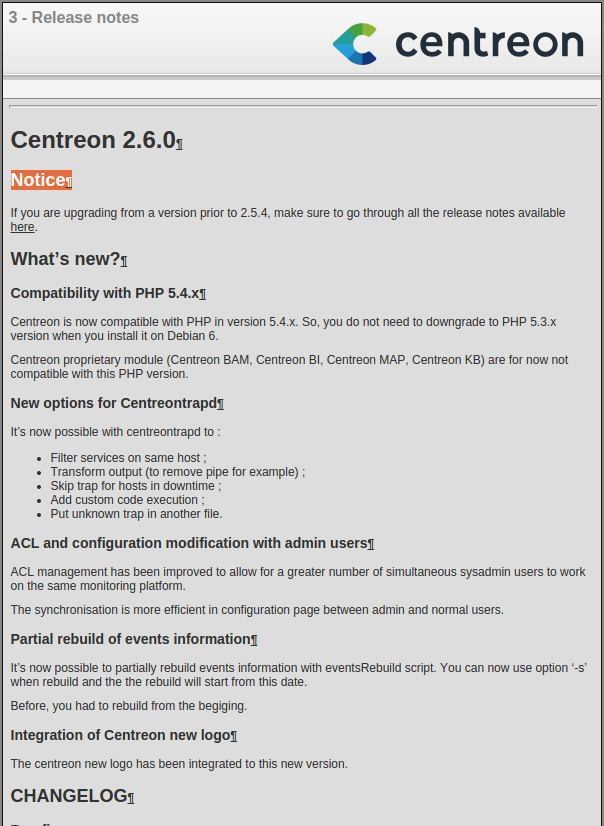 3 - Release notes
centreon
Centreon 2.6.0¶
Notice¶
If you are upgrading from a version prior to 2.5.4, make sure to go through all the release notes available
here.
What’s new?¶
Compatibility with PHP 5.4.x¶
Centreon is now compatible with PHP in version 5.4.x. So, you do not need to downgrade to PHP 5.3.x
version when you install it on Debian 6.
Centreon proprietary module (Centreon BAM, Centreon BI, Centreon MAP, Centreon KB) are for now not
compatible with this PHP version.
New options for Centreontrapd¶
It’s now possible with centreontrapd to :
• Filter services on same host ;
• Transform output (to remove pipe for example) ;
• Skip trap for hosts in downtime ;
• Add custom code execution ;
• Put unknown trap in another file.
ACL and configuration modification with admin users¶
ACL management has been improved to allow for a greater number of simultaneous sysadmin users to work
on the same monitoring platform.
The synchronisation is more efficient in configuration page between admin and normal users.
Partial rebuild of events information¶
It’s now possible to partially rebuild events information with eventsRebuild script. You can now use option ‘-s’
when rebuild and the the rebuild will start from this date.
Before, you had to rebuild from the begiging.
Integration of Centreon new logo¶
The centreon new logo has been integrated to this new version.
CHANGELOG¶